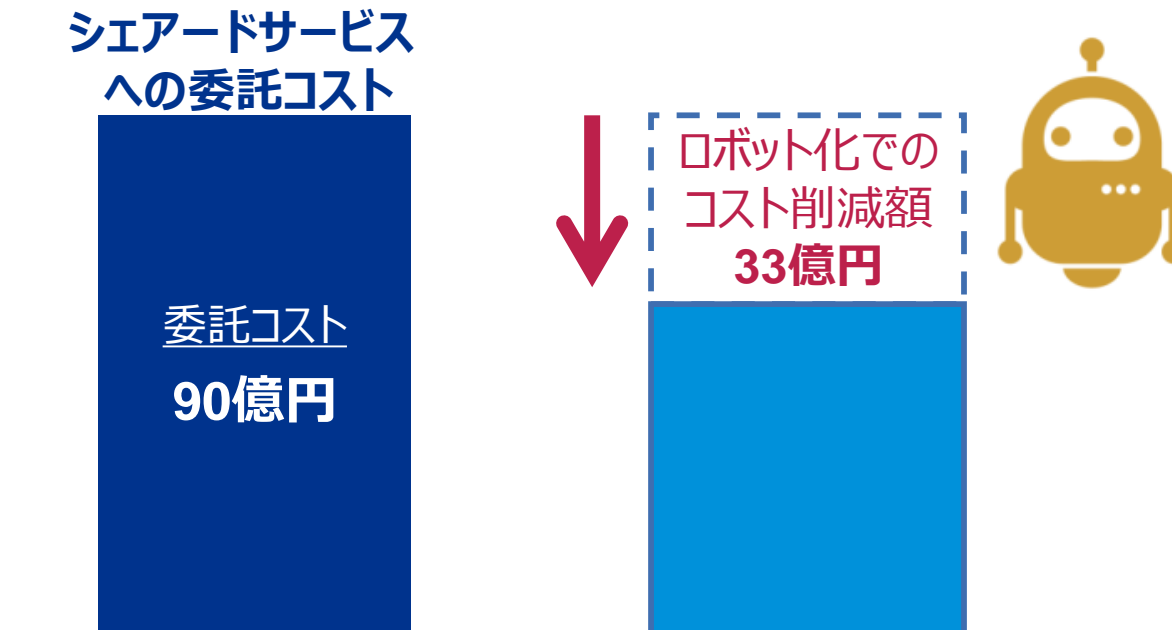 シェアードサービス
への委託コスト
委託コスト
90億円
ロボット化での
コスト削減額
33億円